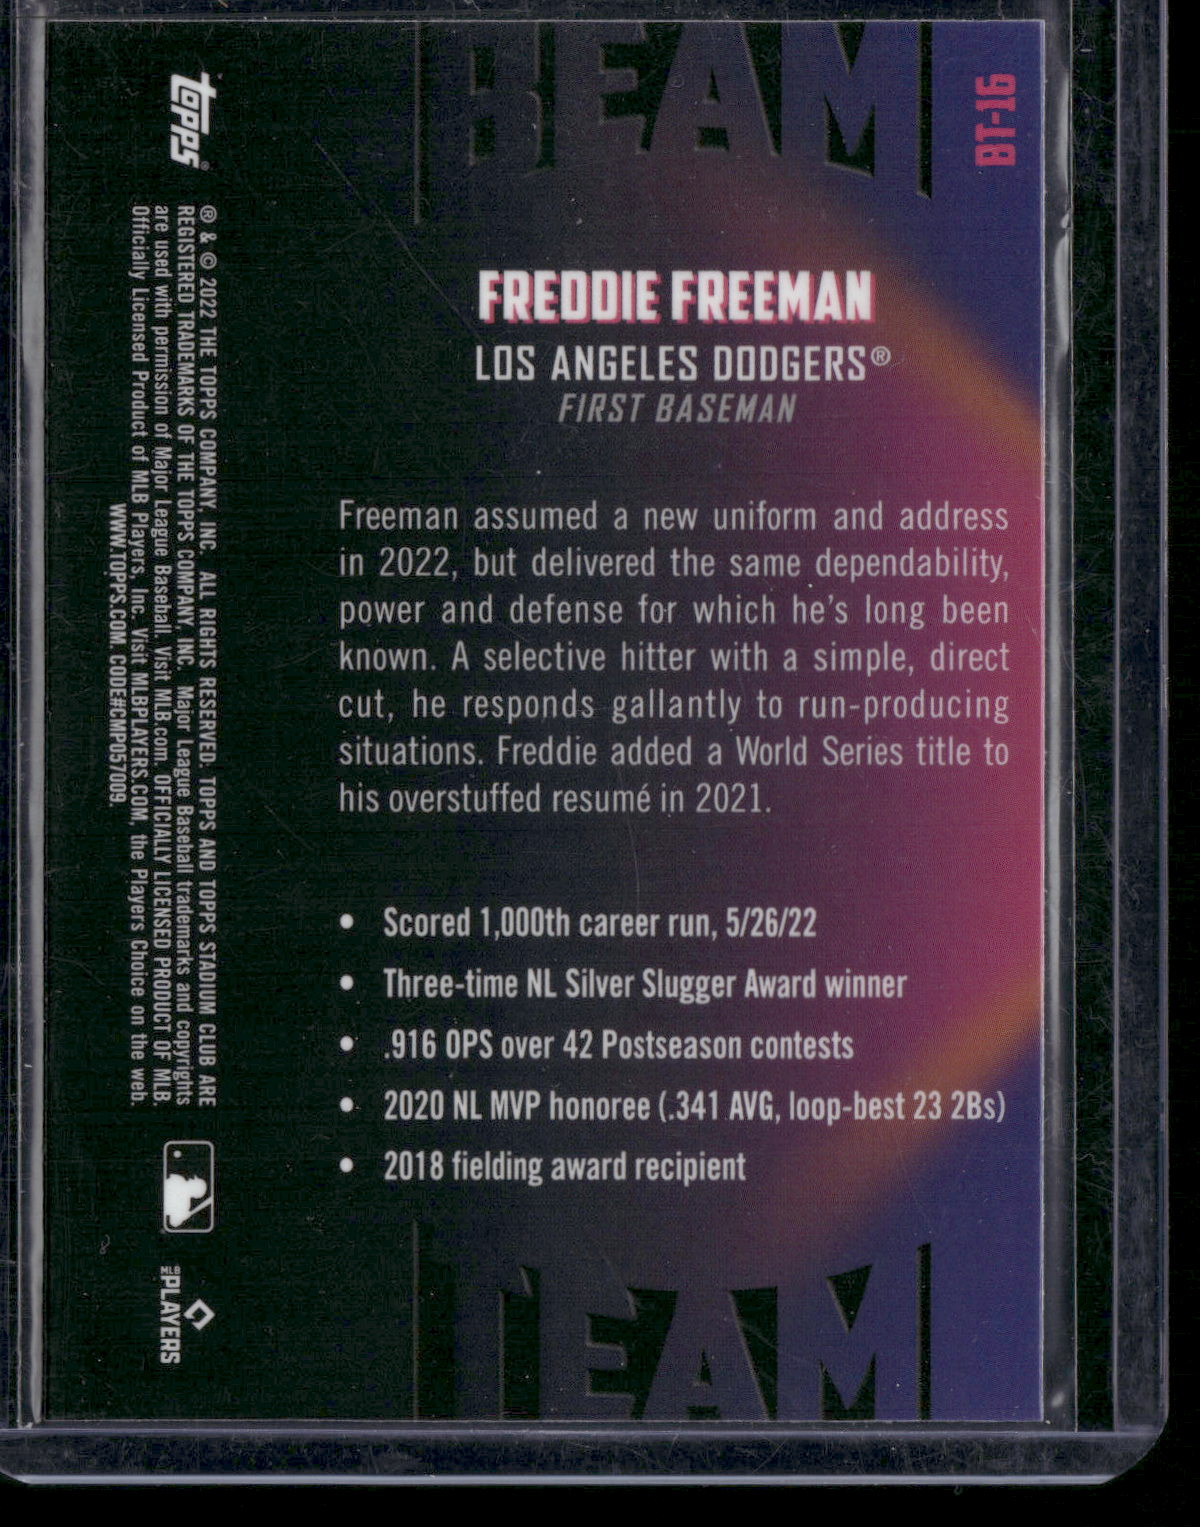 BEAM
BT-16
FREDDIE FREEMAN
LOS ANGELES DODGERS®
FIRST BASEMAN
Freeman assumed a new uniform and address
in 2022, but delivered the same dependability,
power and defense for which he's long been
known. A selective hitter with a simple, direct
cut, he responds gallantly to run-producing
situations. Freddie added a World Series title to
his overstuffed resumé in 2021.
• Scored 1,000th career run, 5/26/22
• Three-time NL Silver Slugger Award winner
• .916 OPS over 42 Postseason contests
• 2020 NL MVP honoree (.341 AVG, loop-best 23 2Bs)
• 2018 fielding award recipient
TEAM
Topps®
® & © 2022 THE TOPPS COMPANY, INC. ALL RIGHTS RESERVED. TOPPS AND TOPPS STADIUM CLUB ARE
REGISTERED TRADEMARKS OF THE TOPPS COMPANY, INC. Major League Baseball trademarks and copyrights
are used with permission of Major League Baseball. Visit MLB.com. OFFICIALLY LICENSED PRODUCT OF MLB.
Officially Licensed Product of MLB Players, Inc. Visit MLBPLAYERS.COM, the Players Choice on the web.
WWW.TOPPS.COM. CODE#CMP057009.
MLB
PLAYERS